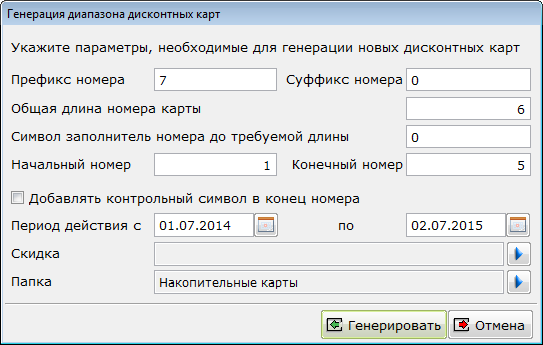 Генерация диапазона дисконтных карт
Укажите параметры, необходимые для генерации новых дисконтных карт
Префикс номера 7 Суффикс номера 0
Общая длина номера карты 6
Символ заполнитель номера до требуемой длины 0
Начальный номер 1 Конечный номер 5
Добавлять контрольный символ в конец номера
Период действия с 01.07.2014 по 02.07.2015
Скидка
Папка Накопительные карты
Генерировать Отмена